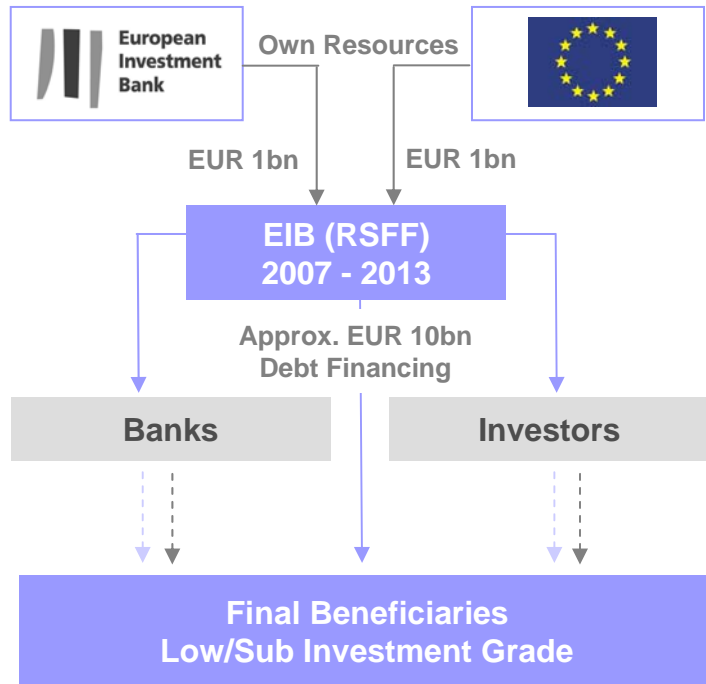 European
Investment
Bank
Own Resources
EUR 1bn
EUR 1bn
EIB (RSFF)
2007 - 2013
Approx. EUR 10bn
Debt Financing
Banks
Investors
Final Beneficiaries
Low/Sub Investment Grade